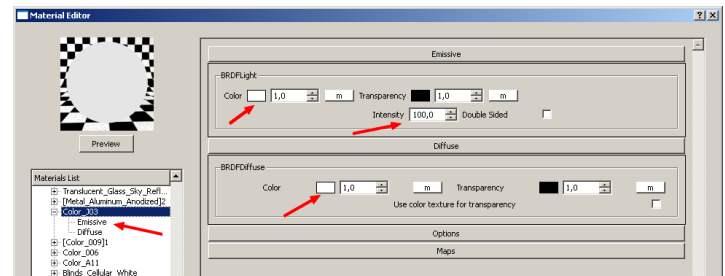 Material Editor
Preview
Materials List
Translucent_Glass_Sky_Refl...
[Metal_Aluminum_Anodized]2
Color_J03
Emissive
Diffuse
[Color_009]1
Color_006
Color_A11
Blinds_Cellular_White
Emissive
BRDFLight
Color 1,0 m Transparency 1,0 m
Intensity 100,0 Double Sided
Diffuse
BRDFDiffuse
Color 1,0 m Transparency 1,0 m
Use color texture for transparency
Options
Maps